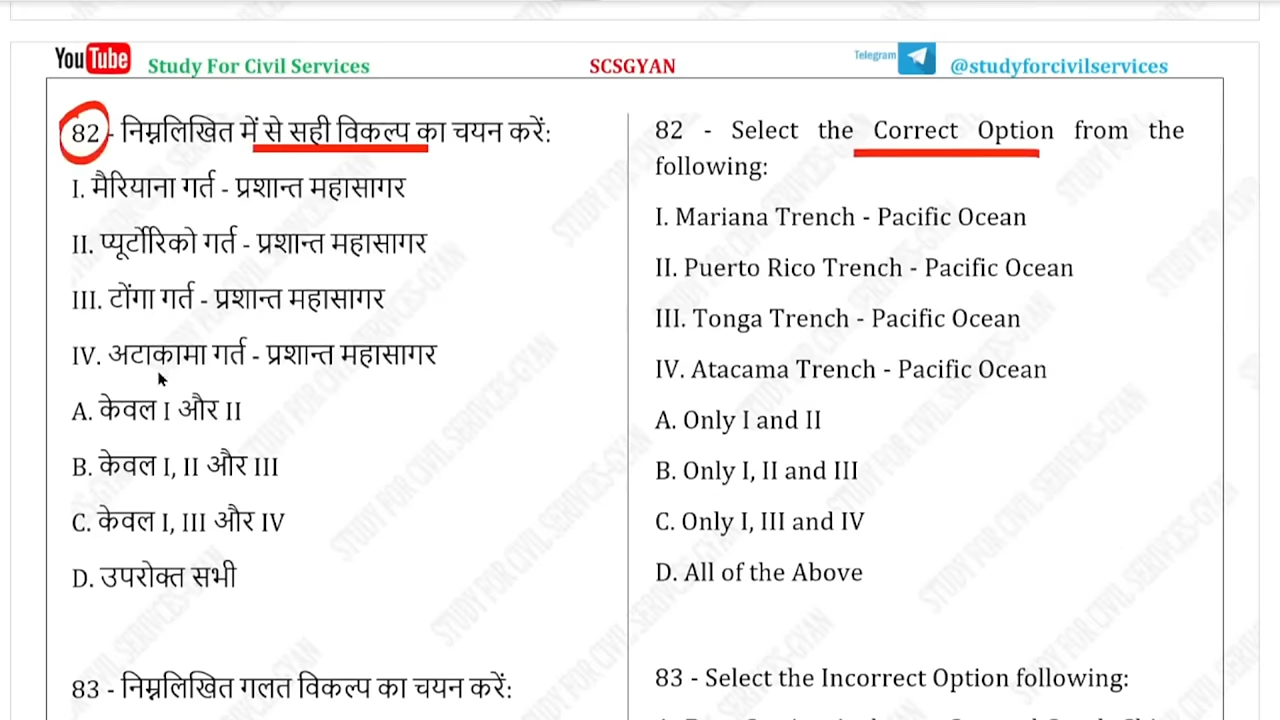 YouTube Study For Civil Services SCSGYAN Telegram @studyforcivilservices
82 - निम्नलिखित में से सही विकल्प का चयन करें:
I. मैरियाना गर्त - प्रशान्त महासागर
II. प्यूर्टोरिको गर्त - प्रशान्त महासागर
III. टोंगा गर्त - प्रशान्त महासागर
IV. अटाकामा गर्त - प्रशान्त महासागर
A. केवल I और II
B. केवल I, II और III
C. केवल I, III और IV
D. उपरोक्त सभी
83 - निम्नलिखित गलत विकल्प का चयन करें:
82 - Select the Correct Option from the
following:
I. Mariana Trench - Pacific Ocean
II. Puerto Rico Trench - Pacific Ocean
III. Tonga Trench - Pacific Ocean
IV. Atacama Trench - Pacific Ocean
A. Only I and II
B. Only I, II and III
C. Only I, III and IV
D. All of the Above
83 - Select the Incorrect Option following: